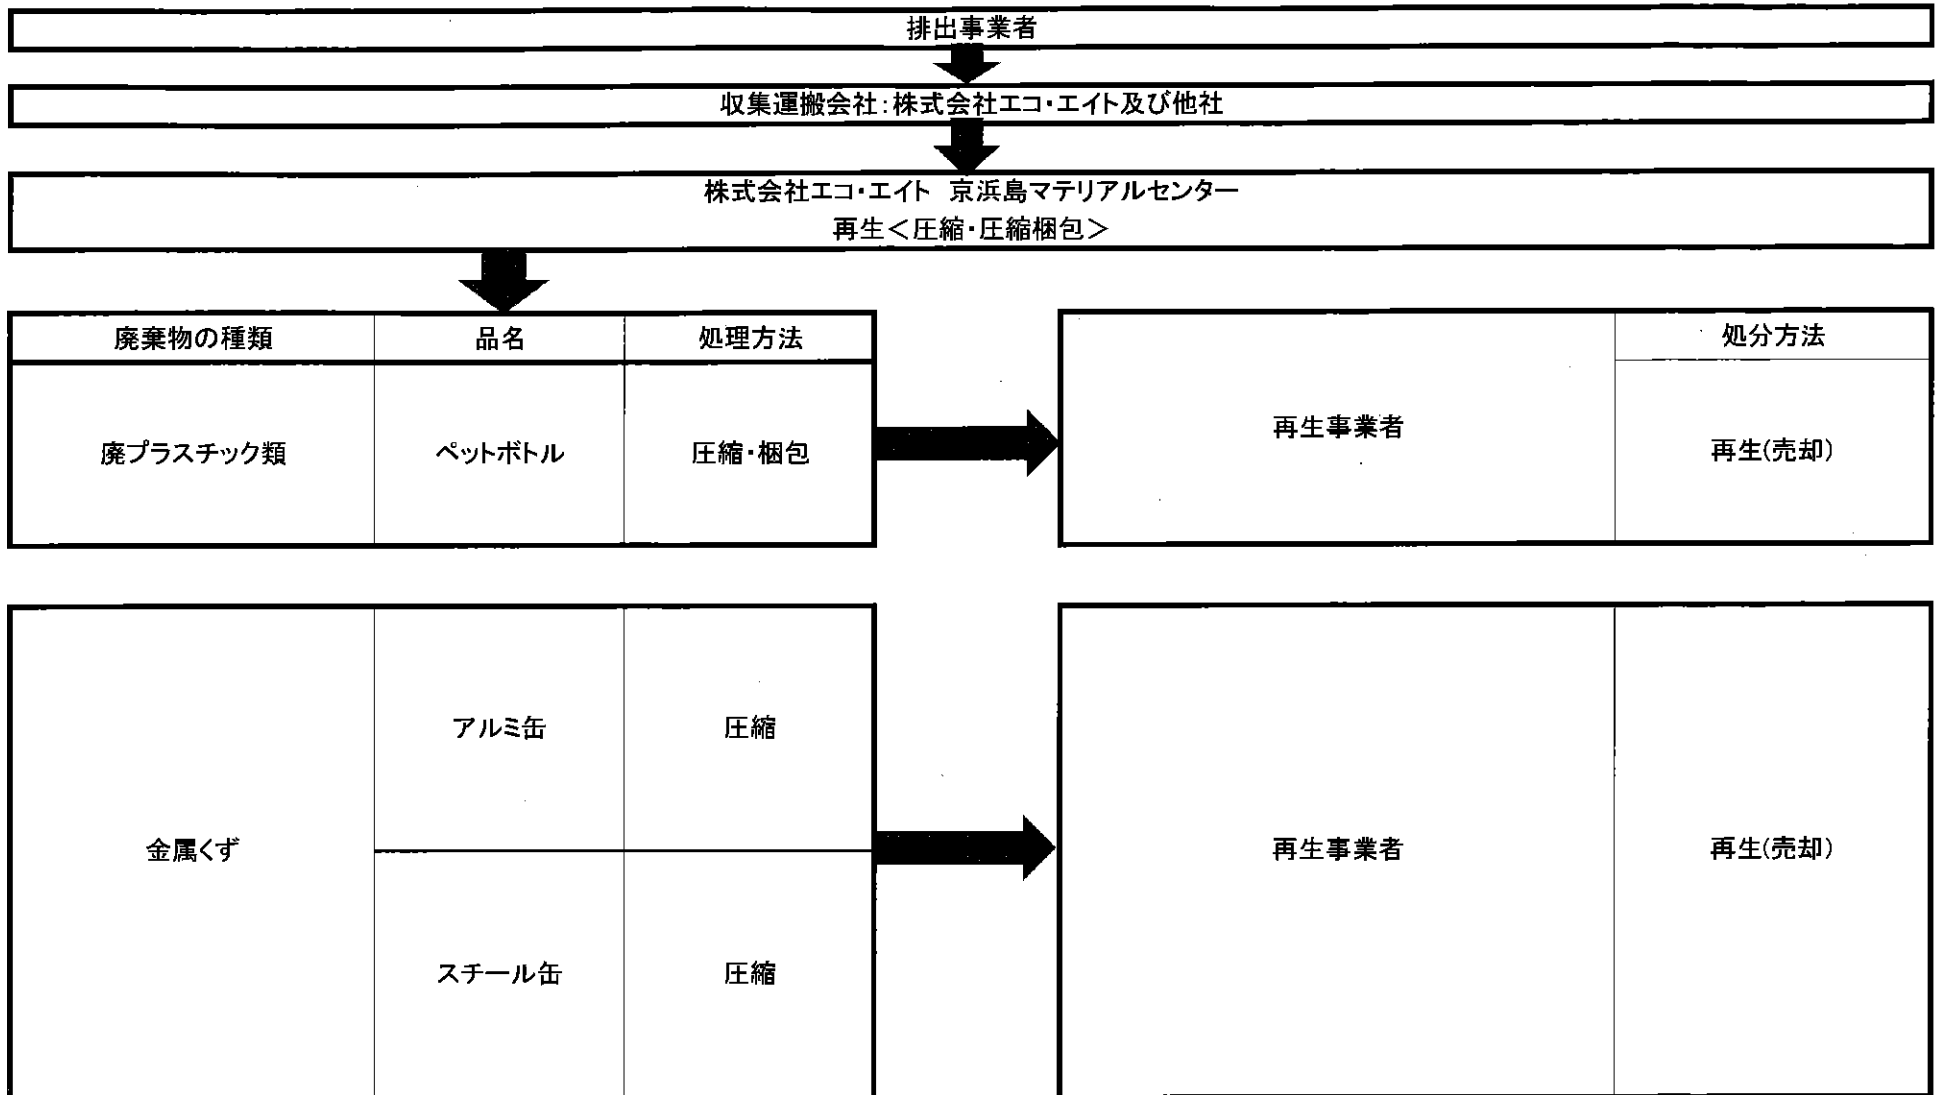 排出事業者
収集運搬会社:株式会社エコ・エイト及び他社
株式会社エコ・エイト 京浜島マテリアルセンター
再生<圧縮・圧縮梱包>
廃棄物の種類 品名 処理方法
廃プラスチック類 ペットボトル 圧縮・梱包
処分方法
再生事業者
再生(売却)
アルミ缶 圧縮
金属くず
スチール缶 圧縮
再生事業者 再生(売却)